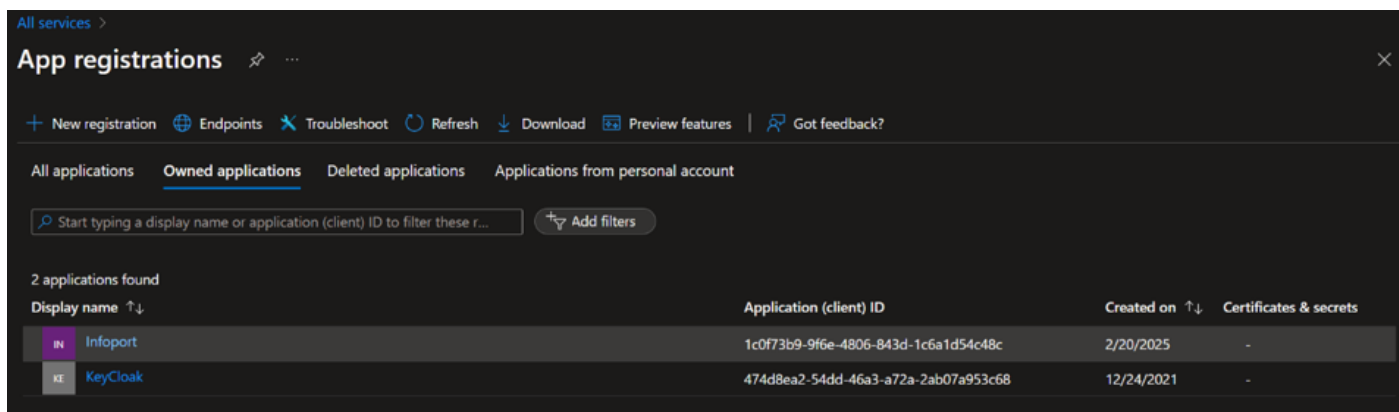 All services >
App registrations ...
+ New registration Endpoints Troubleshoot Refresh Download Preview features | Got feedback?
All applications Owned applications Deleted applications Applications from personal account
Start typing a display name or application (client) ID to filter these r... Add filters
2 applications found
Display name ↑↓ Application (client) ID Created on ↑↓ Certificates & secrets
IN Infoport 1c0f73b9-9f6e-4806-843d-1c6a1d54c48c 2/20/2025 -
KE KeyCloak 474d8ea2-54dd-46a3-a72a-2ab07a953c68 12/24/2021 -